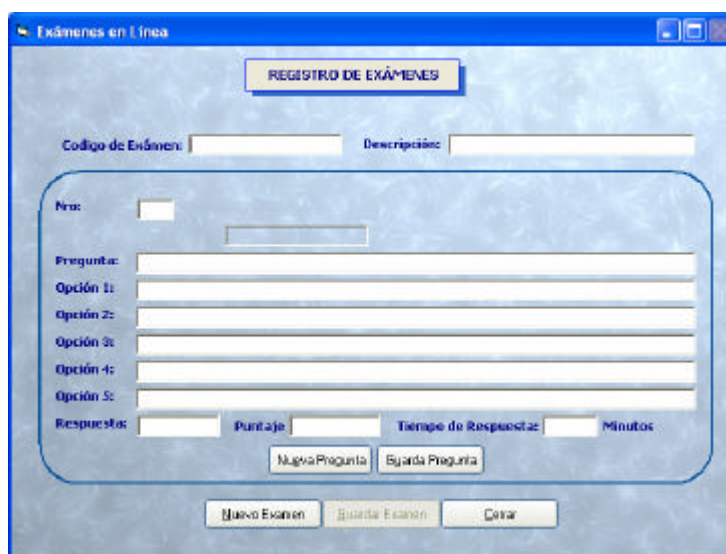 Exámenes en Línea
REGISTRO DE EXÁMENES
Codigo de Exámen: Descripción:
Nro:
Pregunta:
Opción 1:
Opción 2:
Opción 3:
Opción 4:
Opción 5:
Respuesta: Puntaje Tiempo de Respuesta: Minutos
Nueva Pregunta Guarda Pregunta
Nuevo Examen Guardar Examen Cerrar